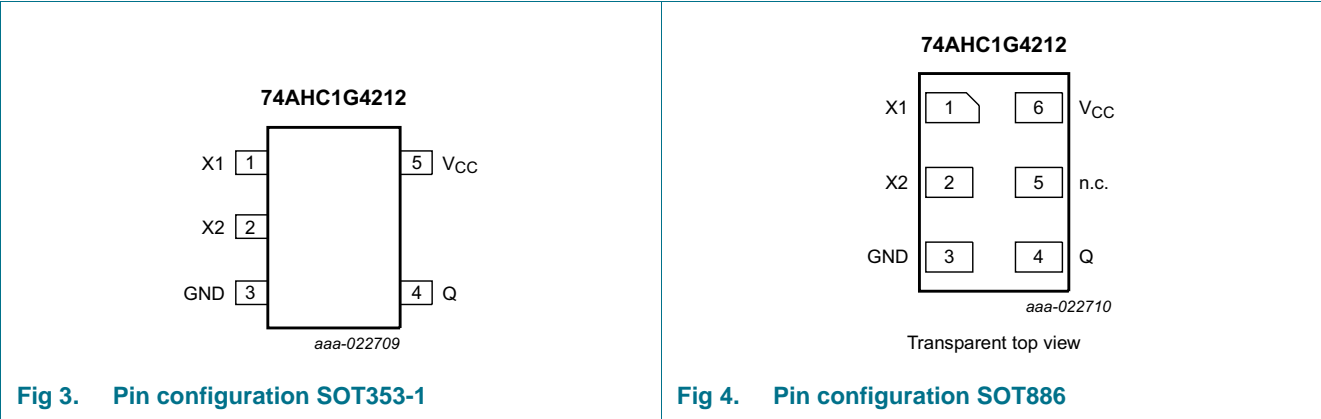 74AHC1G4212
X1 1
5 VCC
X2 2
GND 3
4 Q
aaa-022709
Fig 3. Pin configuration SOT353-1
74AHC1G4212
X1 1
6 VCC
X2 2
5 n.c.
GND 3
4 Q
aaa-022710
Transparent top view
Fig 4. Pin configuration SOT886